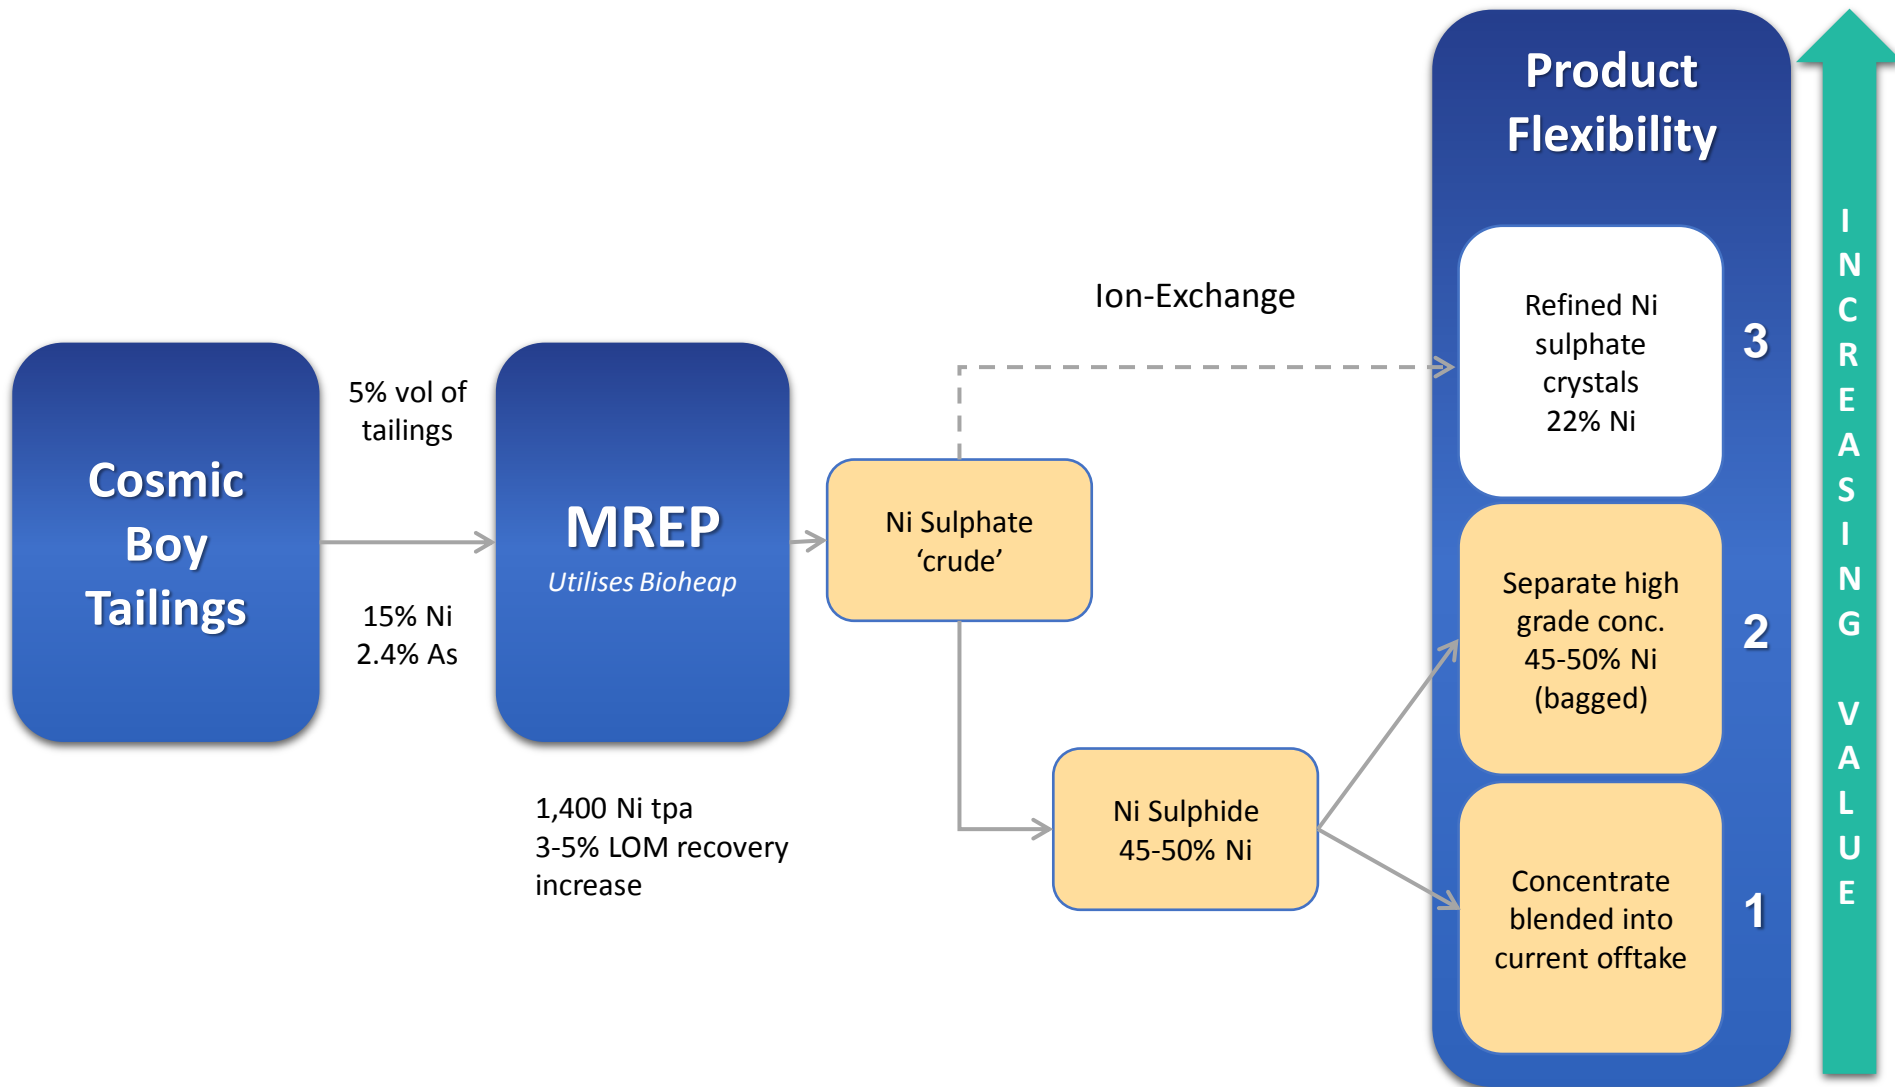 Cosmic
Boy
Tailings
5% vol of
tailings
15% Ni
2.4% As
MREP
Utilises Bioheap
1,400 Ni tpa
3-5% LOM recovery
increase
Ni Sulphate
‘crude’
Ion-Exchange
Ni Sulphide
45-50% Ni
Product
Flexibility
Refined Ni
sulphate
crystals
22% Ni
3
Separate high
grade conc.
45-50% Ni
(bagged)
2
Concentrate
blended into
current offtake
1
INCREASING VALUE